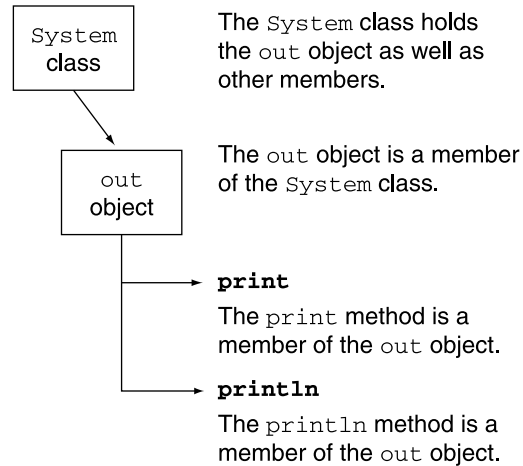 System
class
The System class holds
the out object as well as
other members.
out
object
The out object is a member
of the System class.
print
The print method is a
member of the out object.
println
The println method is a
member of the out object.